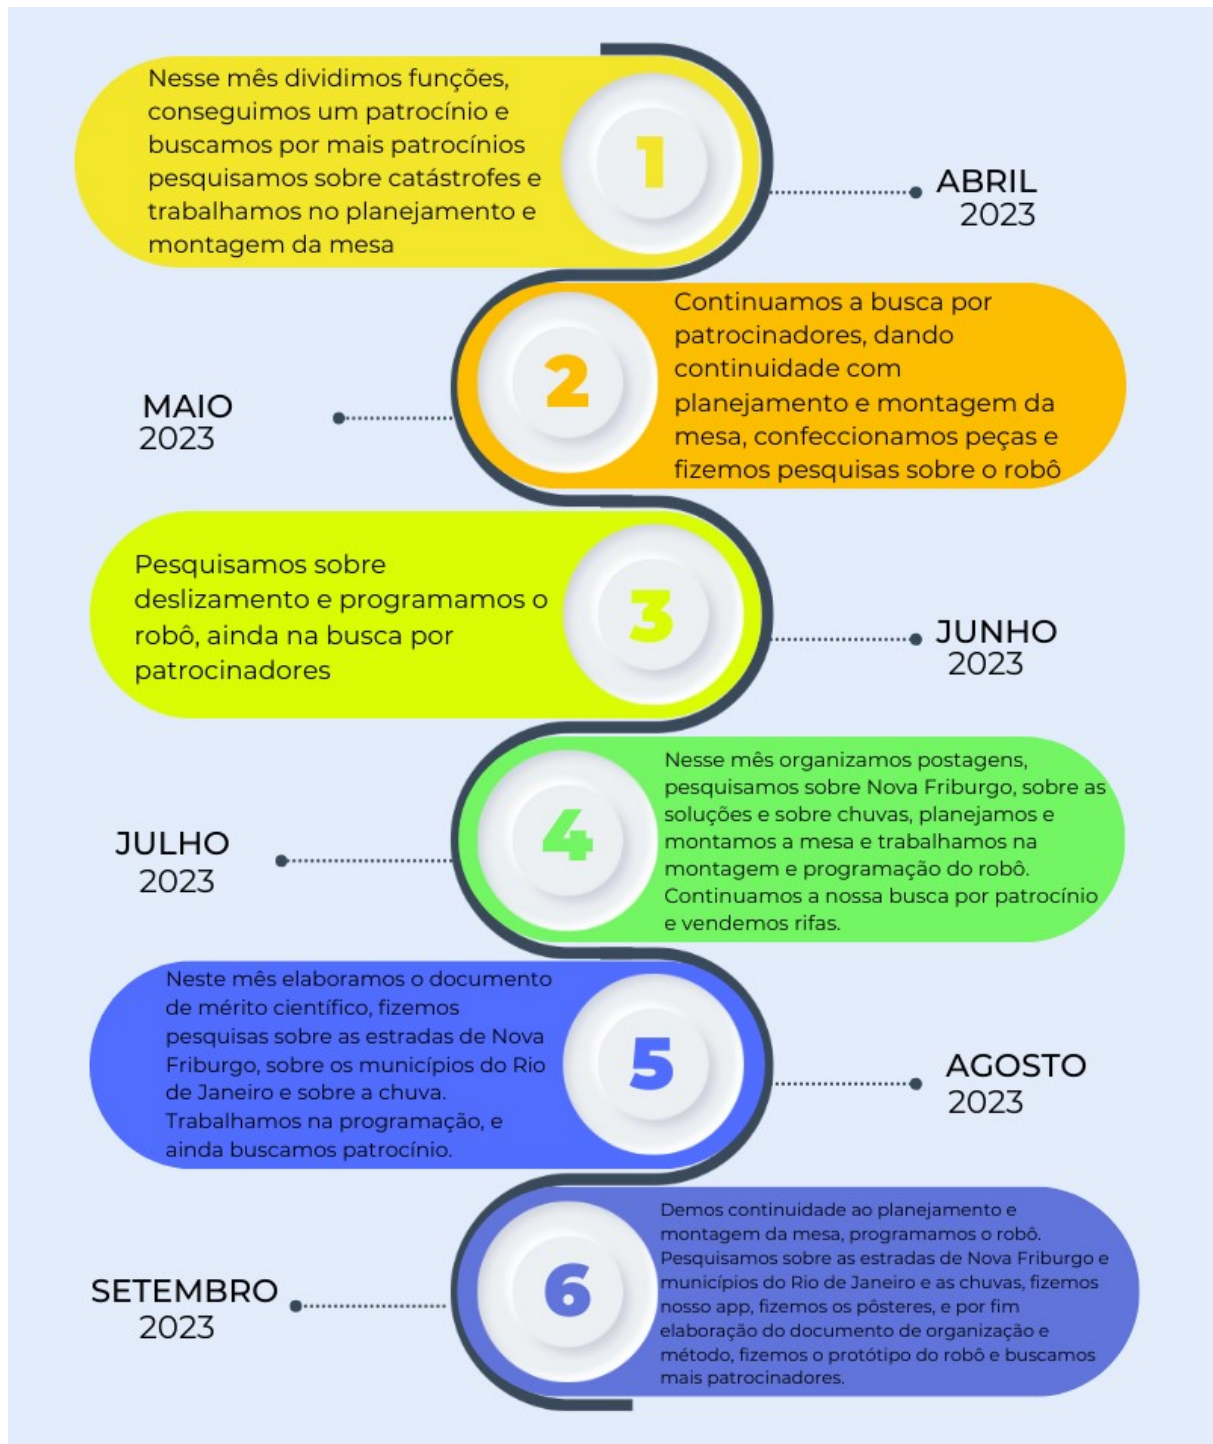 Nesse mês dividimos funções,
conseguimos um patrocínio e
buscamos por mais patrocínios
pesquisamos sobre catástrofes e
trabalhamos no planejamento e
montagem da mesa
1
ABRIL
2023
Continuamos a busca por
patrocinadores, dando
continuidade com
planejamento e montagem da
mesa, confeccionamos peças e
fizemos pesquisas sobre o robô
2
MAIO
2023
Pesquisamos sobre
deslizamento e programamos o
robô, ainda na busca por
patrocinadores
3
JUNHO
2023
Nesse mês organizamos postagens,
pesquisamos sobre Nova Friburgo, sobre as
soluções e sobre chuvas, planejamos e
montamos a mesa e trabalhamos na
montagem e programação do robô.
Continuamos a nossa busca por patrocínio
e vendemos rifas.
4
JULHO
2023
Neste mês elaboramos o documento
de mérito científico, fizemos
pesquisas sobre as estradas de Nova
Friburgo, sobre os municípios do Rio
de Janeiro e sobre a chuva.
Trabalhamos na programação, e
ainda buscamos patrocínio.
5
AGOSTO
2023
Demos continuidade ao planejamento e
montagem da mesa, programamos o robô.
Pesquisamos sobre as estradas de Nova Friburgo e
municípios do Rio de Janeiro e as chuvas, fizemos
nosso app, fizemos os pôsteres, e por fim
elaboração do documento de organização e
método, fizemos o protótipo do robô e buscamos
mais patrocinadores.
6
SETEMBRO
2023